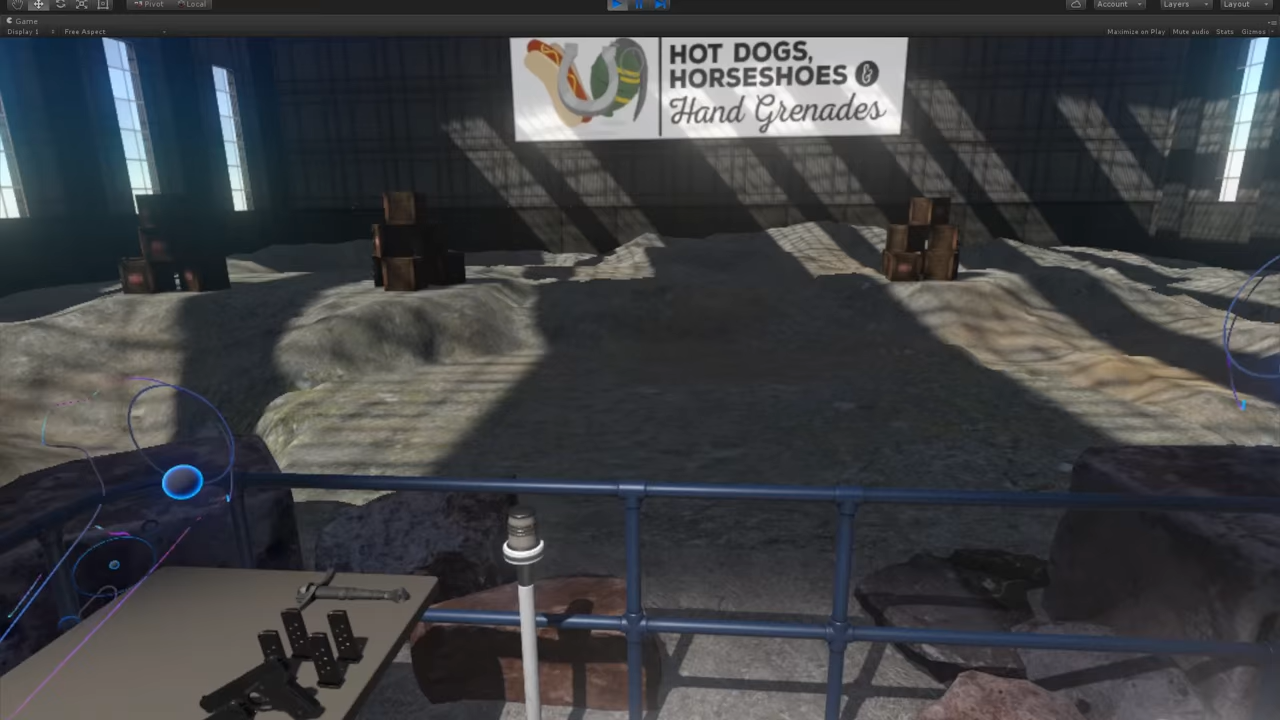 Pivot Local Account Layers Layout
Game
Display 1 Free Aspect Maximize on Play Mute audio Stats Gizmos
HOT DOGS,
HORSESHOES &
Hand Grenades